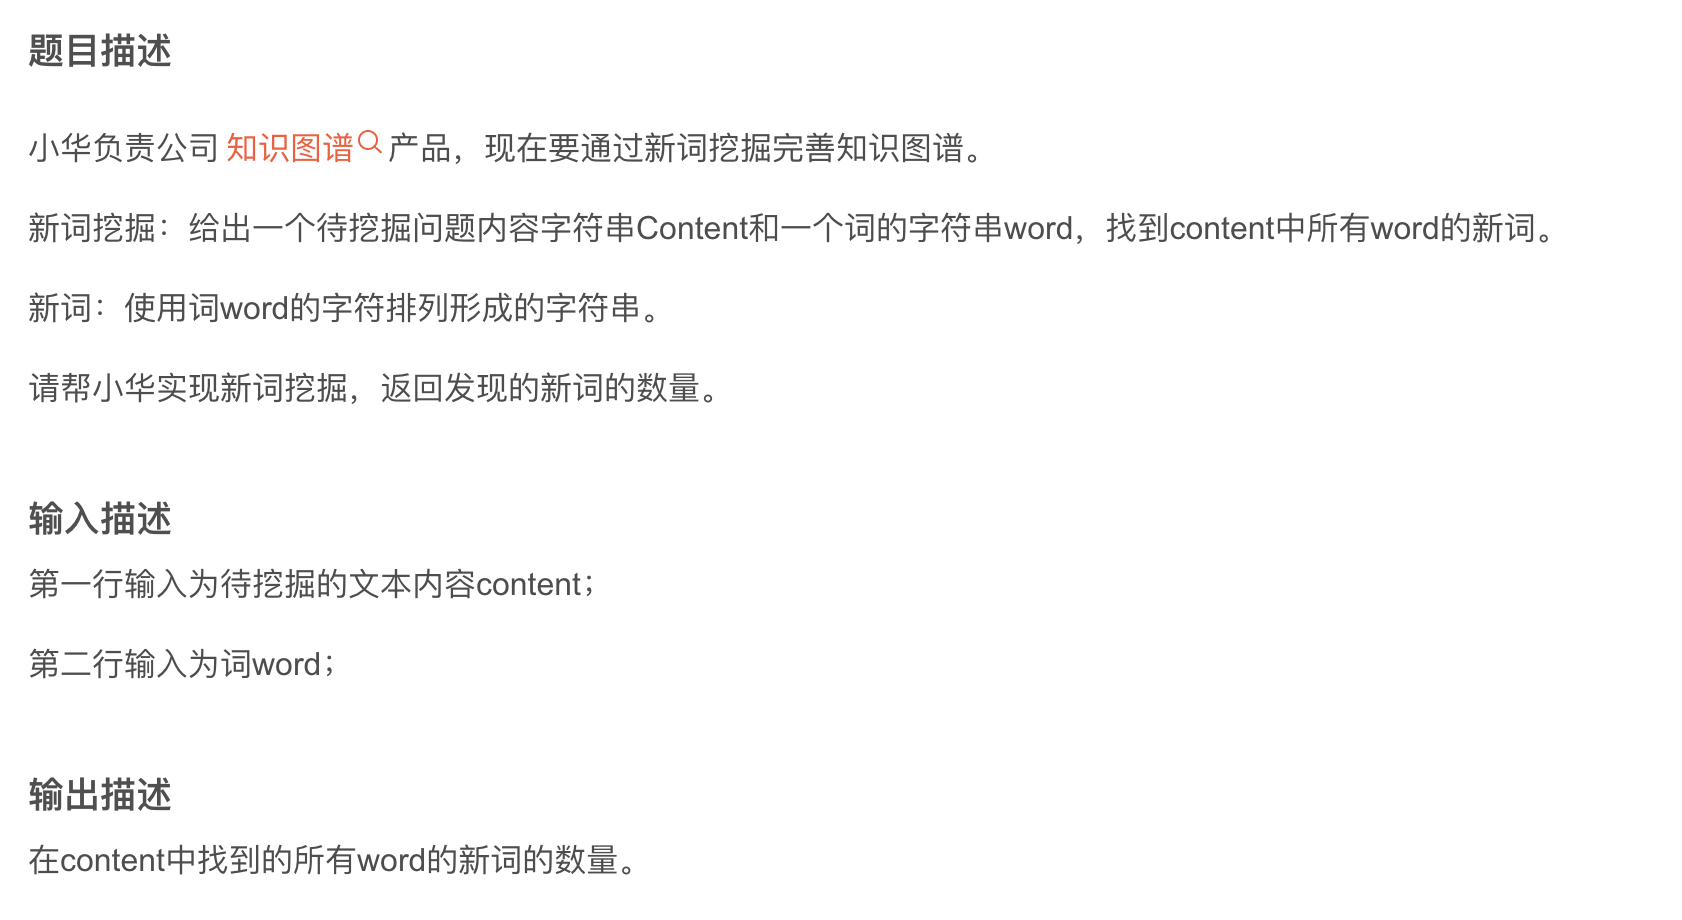 题目描述
小华负责公司 知识图谱 产品，现在要通过新词挖掘完善知识图谱。
新词挖掘：给出一个待挖掘问题内容字符串Content和一个词的字符串word，找到content中所有word的新词。
新词：使用词word的字符排列形成的字符串。
请帮小华实现新词挖掘，返回发现的新词的数量。
输入描述
第一行输入为待挖掘的文本内容content；
第二行输入为词word；
输出描述
在content中找到的所有word的新词的数量。